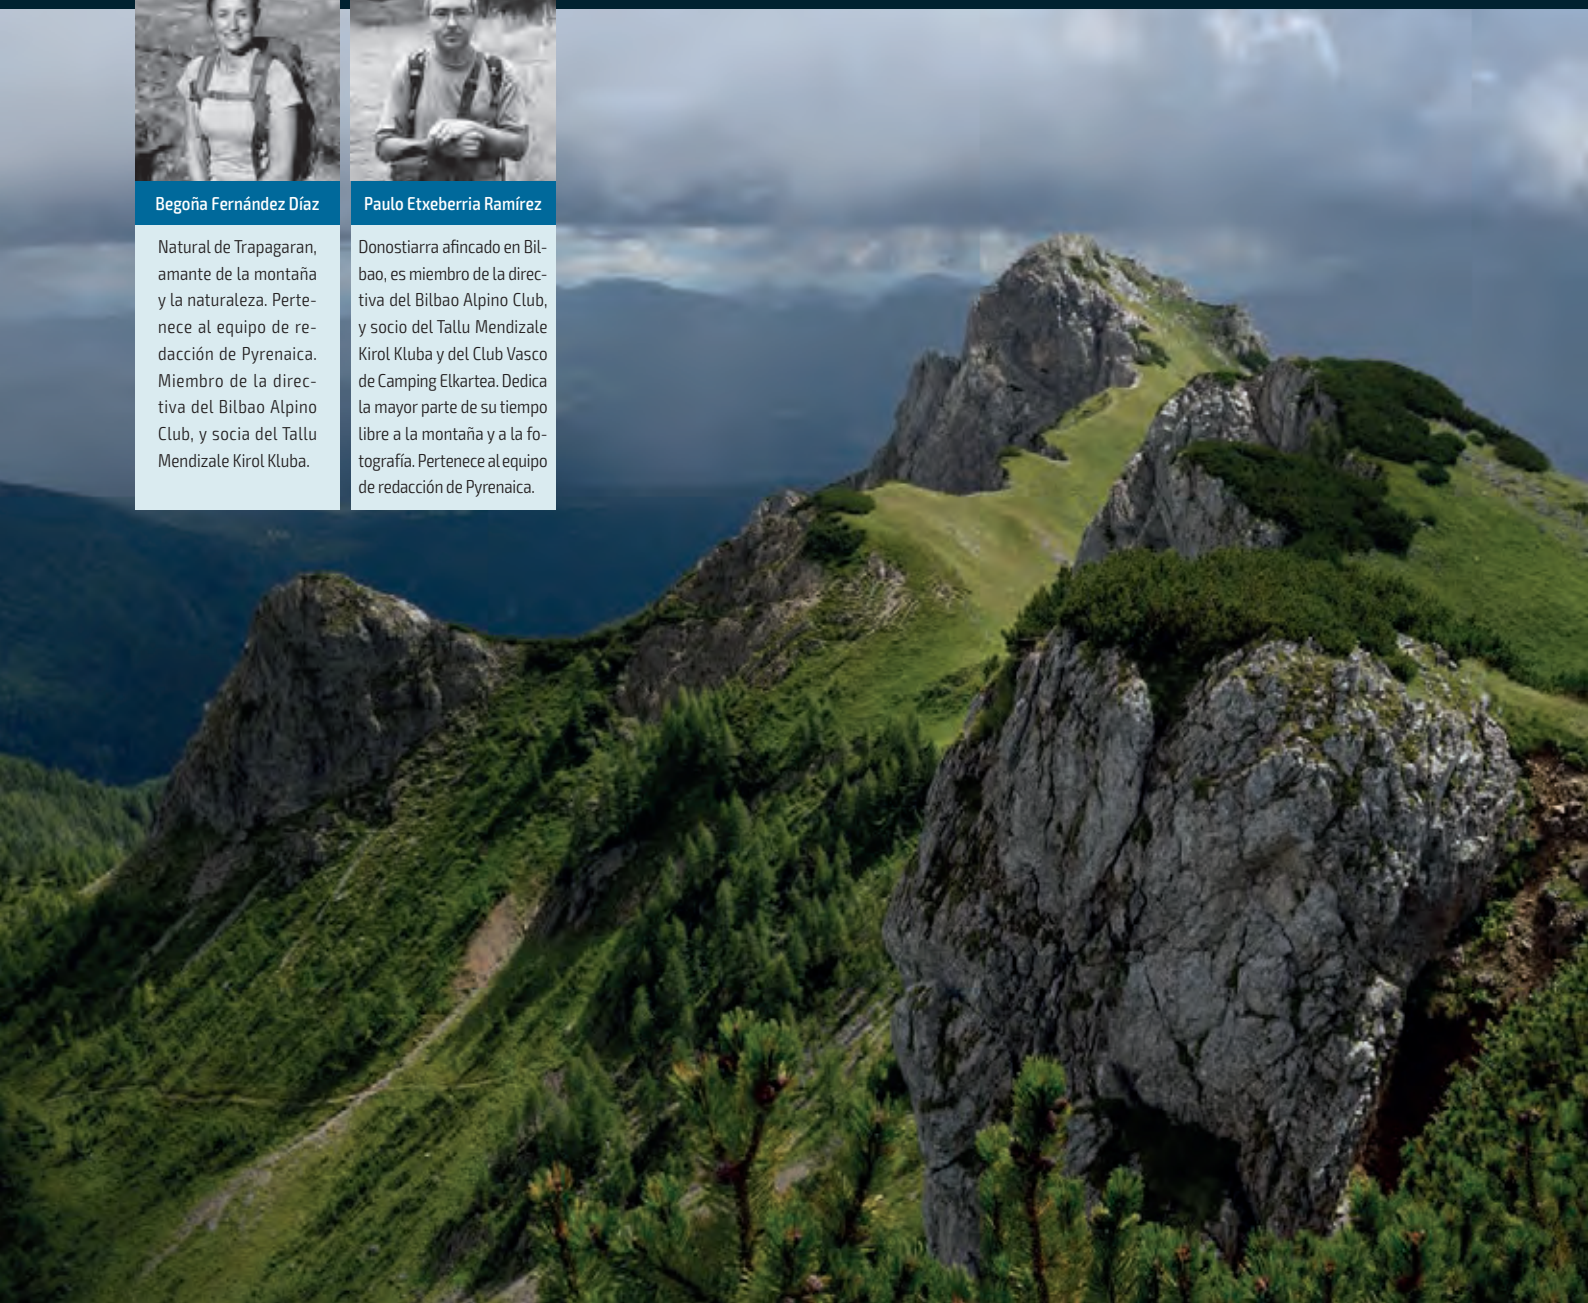 Begoña Fernández Díaz
Natural de Trapagaran,
amante de la montaña
y la naturaleza. Perte-
nece al equipo de re-
dacción de Pyrenaica.
Miembro de la direc-
tiva del Bilbao Alpino
Club, y socia del Tallu
Mendizale Kirol Kluba.
Paulo Etxeberria Ramírez
Donostiarra afincado en Bil-
bao, es miembro de la direc-
tiva del Bilbao Alpino Club,
y socio del Tallu Mendizale
Kirol Kluba y del Club Vasco
de Camping Elkartea. Dedica
la mayor parte de su tiempo
libre a la montaña y a la fo-
tografía. Pertenece al equipo
de redacción de Pyrenaica.